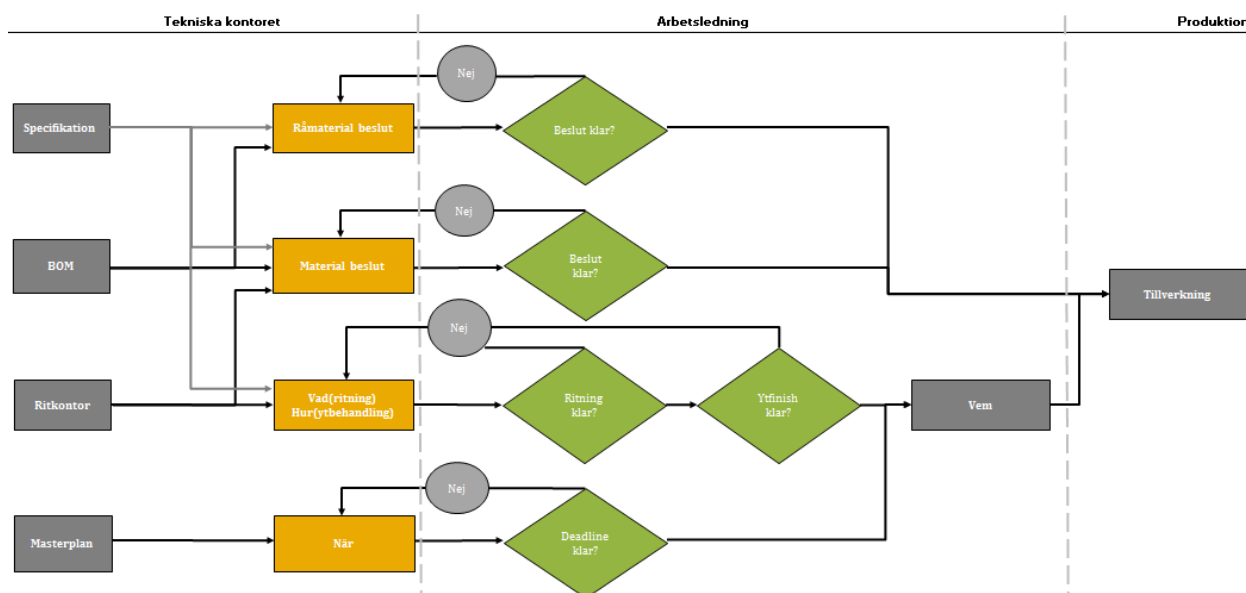 Tekniska kontoret
Arbetsledning
Produktion
Nej
Specifikation
Råmaterial beslut
Beslut klar?
Nej
BOM
Material beslut
Beslut
klar?
Tillverkning
Nej
Ritkontor
Vad(ritning)
Hur(ytbehandling)
Ritning
klar?
Ytfinish
klar?
Vem
Nej
Masterplan
När
Deadline
klar?